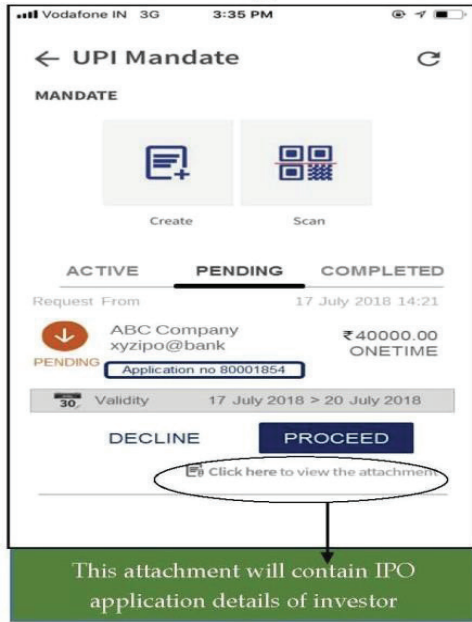 Vodafone IN 3G 3:35 PM
← UPI Mandate
MANDATE
Create Scan
ACTIVE PENDING COMPLETED
Request From 17 July 2018 14:21
ABC Company ₹40000.00
xyzipo@bank ONETIME
PENDING
Application no 80001854
30 Validity 17 July 2018 > 20 July 2018
DECLINE PROCEED
Click here to view the attachment
This attachment will contain IPO
application details of investor